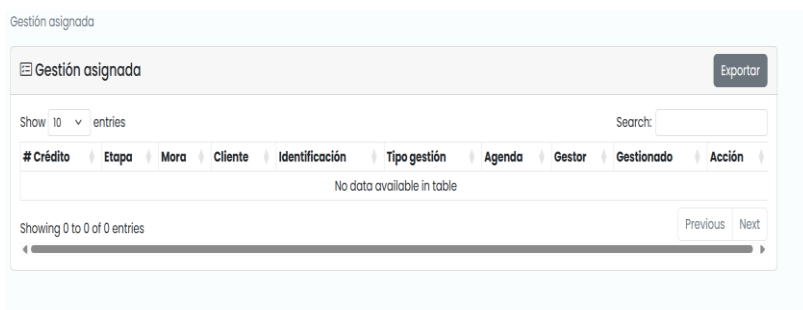 Gestión asignada
Gestión asignada Exportar
Show 10 entries Search:
# Crédito Etapa Mora Cliente Identificación Tipo gestión Agenda Gestor Gestionado Acción
No data available in table
Showing 0 to 0 of 0 entries Previous Next